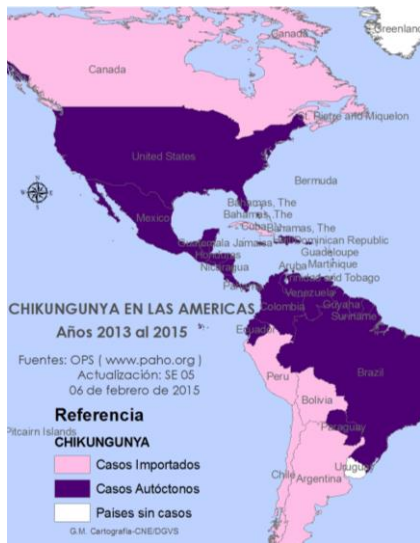 Greenland
Canada
Canada
St. Pierre and Miquelon
United States
Bermuda
Bahamas, The
Bahamas, The
Mexico
Cuba
Bahamas, The
Guatemala
Jamaica
Dominican Republic
Honduras
Guadeloupe
Nicaragua
Aruba
Martinique
Trinidad and Tobago
Venezuela
CHIKUNGUNYA EN LAS AMERICAS
Colombia
Guyana
Suriname
Años 2013 al 2015
Ecuador
Fuentes: OPS ( www.paho.org )
Actualización: SE 05
06 de febrero de 2015
Peru
Brazil
Bolivia
Referencia
Pitcairn Islands
Paraguay
CHIKUNGUNYA
Casos Importados
Casos Autóctonos
Países sin casos
Chile
Argentina
Uruguay
G.M. Cartografía-CNE/DGVS